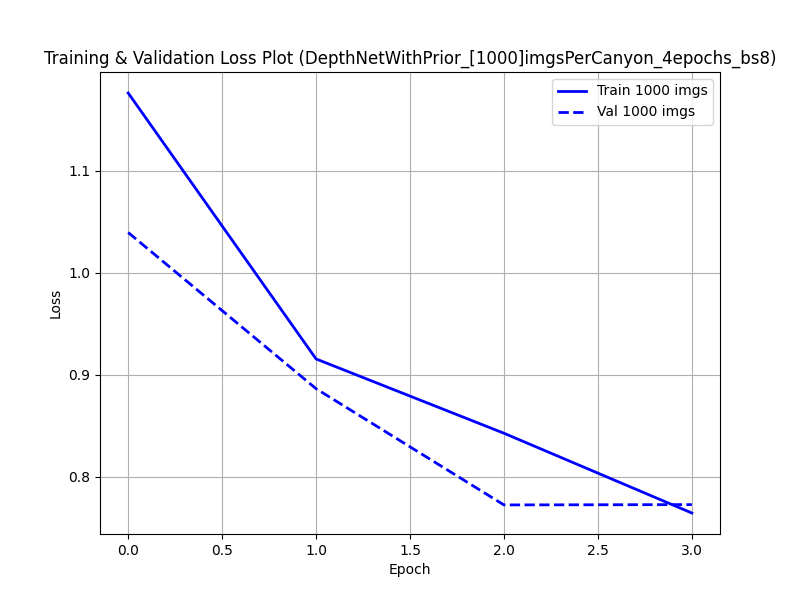 Training & Validation Loss Plot (DepthNetWithPrior_[1000]imgsPerCanyon_4epochs_bs8)
Train 1000 imgs
Val 1000 imgs
1.1
1.0
0.9
0.8
Loss
0.0 0.5 1.0 1.5 2.0 2.5 3.0
Epoch